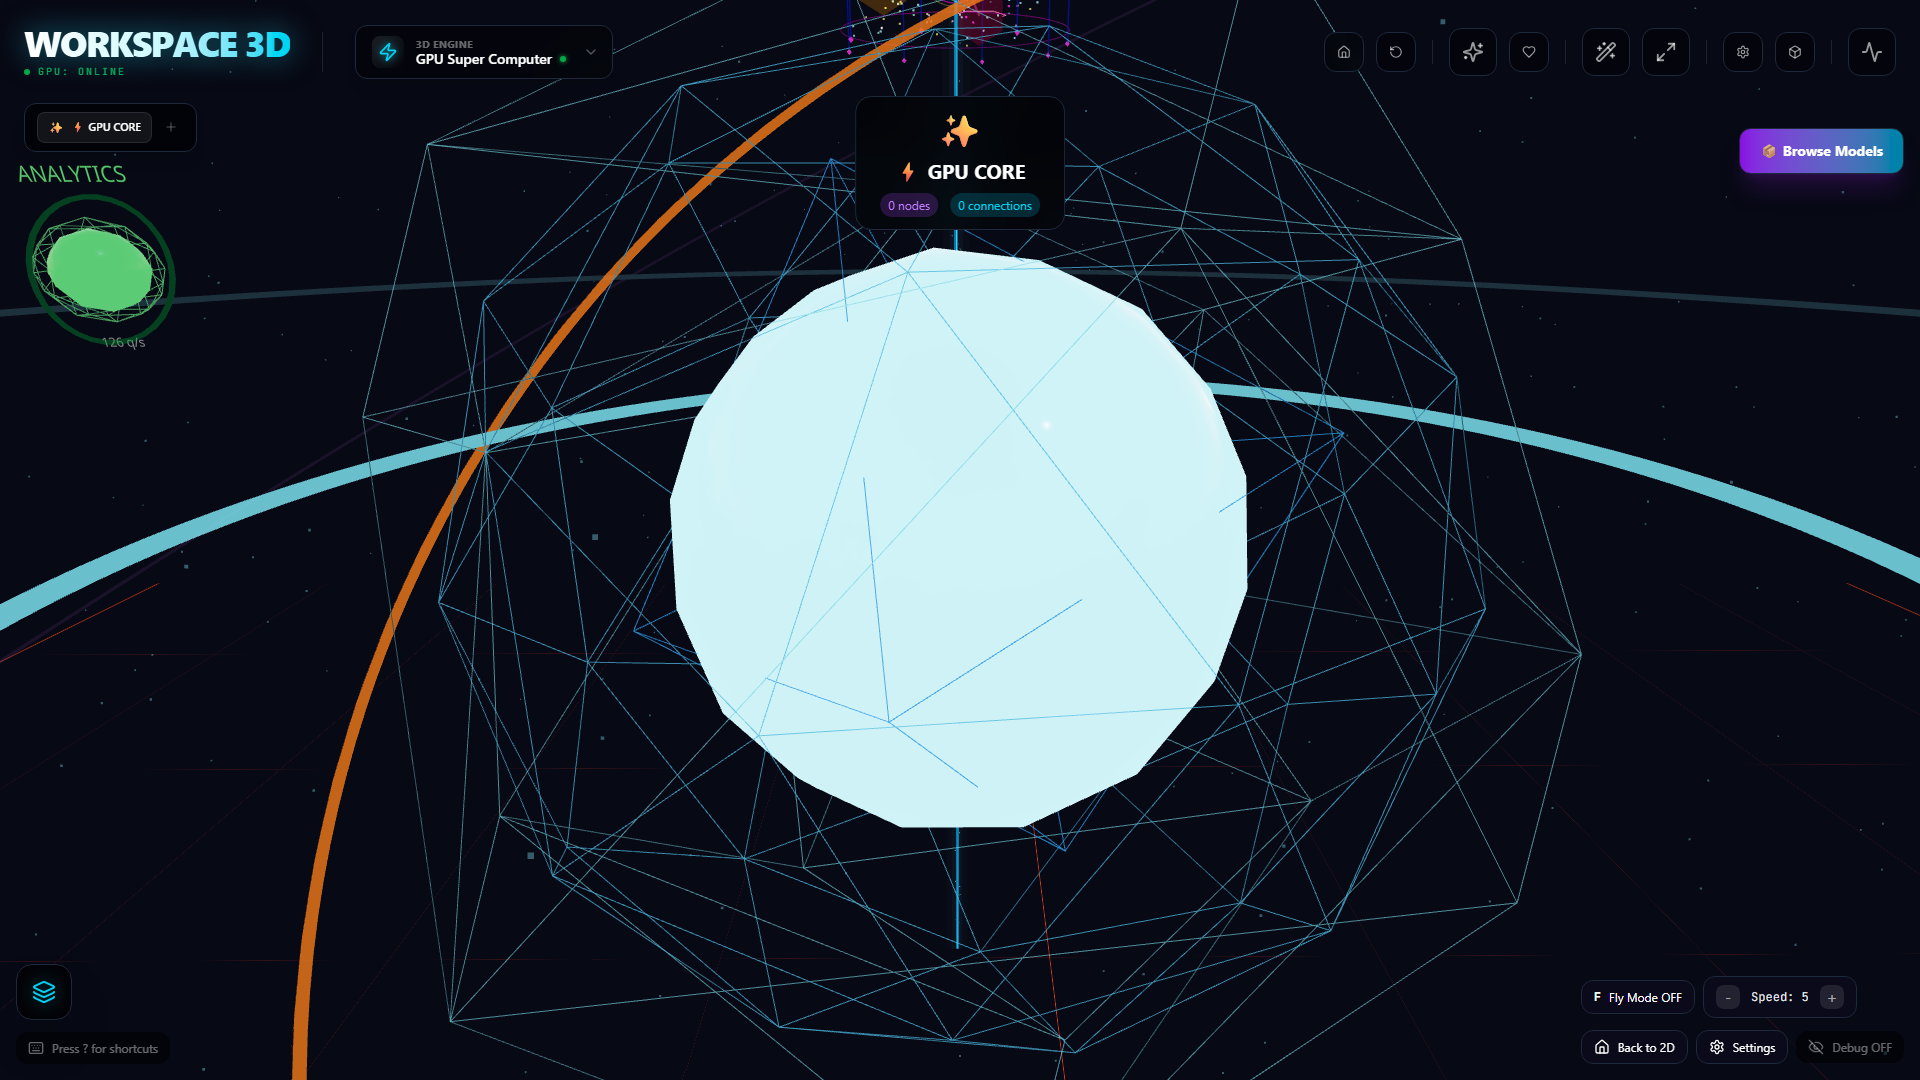 WORKSPACE 3D
GPU: ONLINE
3D ENGINE
GPU Super Computer
GPU CORE
+
ANALYTICS
126 q/s
GPU CORE
0 nodes
0 connections
Browse Models
F Fly Mode OFF
- Speed: 5 +
Press ? for shortcuts
Back to 2D
Settings
Debug OFF